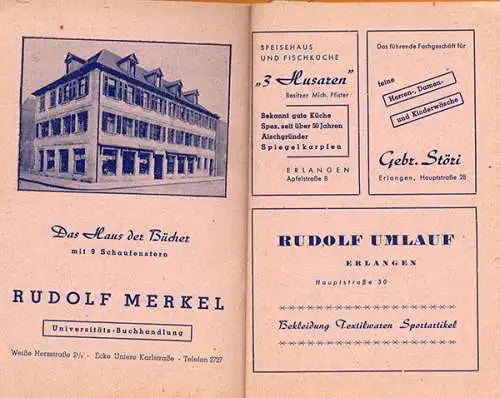 Das Haus der Bücher
mit 9 Schaufenstern
RUDOLF MERKEL
Universitäts-Buchhandlung
Weiße Herzstraße 2½ - Ecke Untere Karlstraße - Telefon 2727
SPEISEHAUS
UND FISCHKÜCHE
„3 Husaren"
Besitzer Mich. Pfister
Bekannt gute Küche
Spez. seit über 50 Jahren
Aischgründer
Spiegelkarpfen
ERLANGEN
Apfelstraße 8
Das führende Fachgeschäft für
feine
Herren-, Damen-
und Kinderwäsche
Gebr. Störi
Erlangen, Hauptstraße 28
RUDOLF UMLAUF
ERLANGEN
Hauptstraße 30
Bekleidung Textilwaren Sportartikel